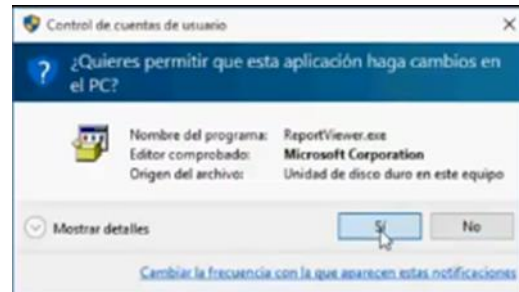 Control de cuentas de usuario
¿Quieres permitir que esta aplicación haga cambios en
el PC?
Nombre del programa: ReportViewer.exe
Editor comprobado: Microsoft Corporation
Origen del archivo: Unidad de disco duro en este equipo
Mostrar detalles
Sí
No
Cambiar la frecuencia con la que aparecen estas notificaciones